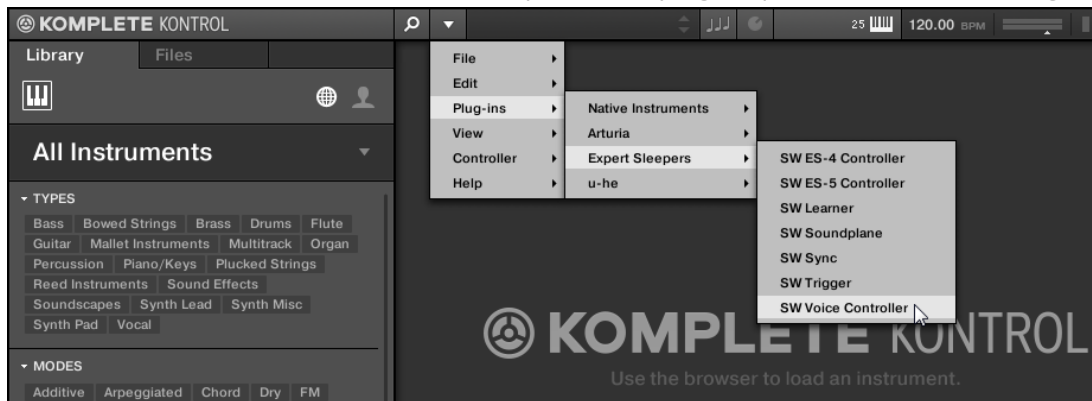 KOMPLETE KONTROL
25
120.00 BPM
Library
Files
All Instruments
TYPES
Bass Bowed Strings Brass Drums Flute
Guitar Mallet Instruments Multitrack Organ
Percussion Piano/Keys Plucked Strings
Reed Instruments Sound Effects
Soundscapes Synth Lead Synth Misc
Synth Pad Vocal
MODES
Additive Arpeggiated Chord Dry FM
File
Edit
Plug-ins
View
Controller
Help
Native Instruments
Arturia
Expert Sleepers
u-he
SW ES-4 Controller
SW ES-5 Controller
SW Learner
SW Soundplane
SW Sync
SW Trigger
SW Voice Controller
KOMPLETE KONTROL
Use the browser to load an instrument.